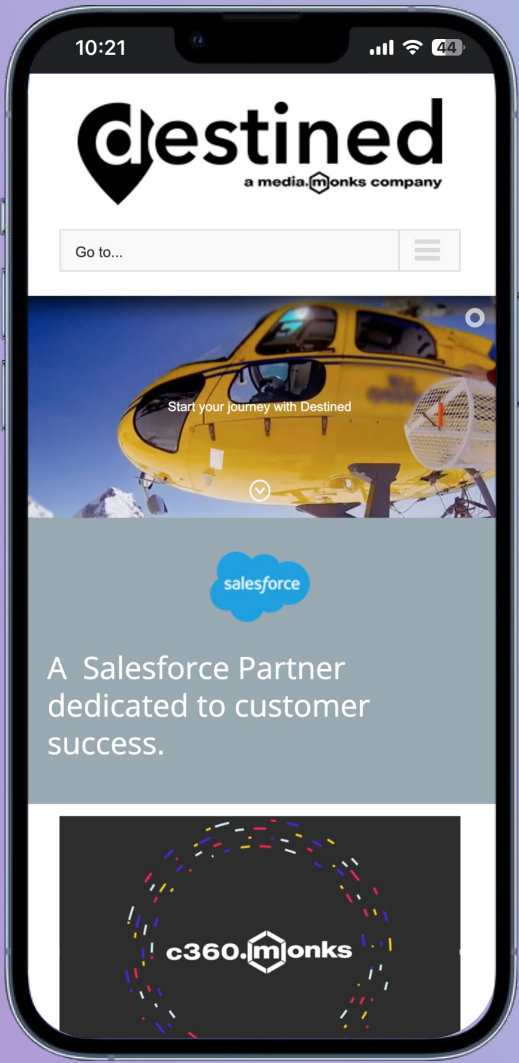 10:21
44
destined
a media.monks company
Go to...
Start your journey with Destined
salesforce
A  Salesforce Partner
dedicated to customer
success.
c360.monks